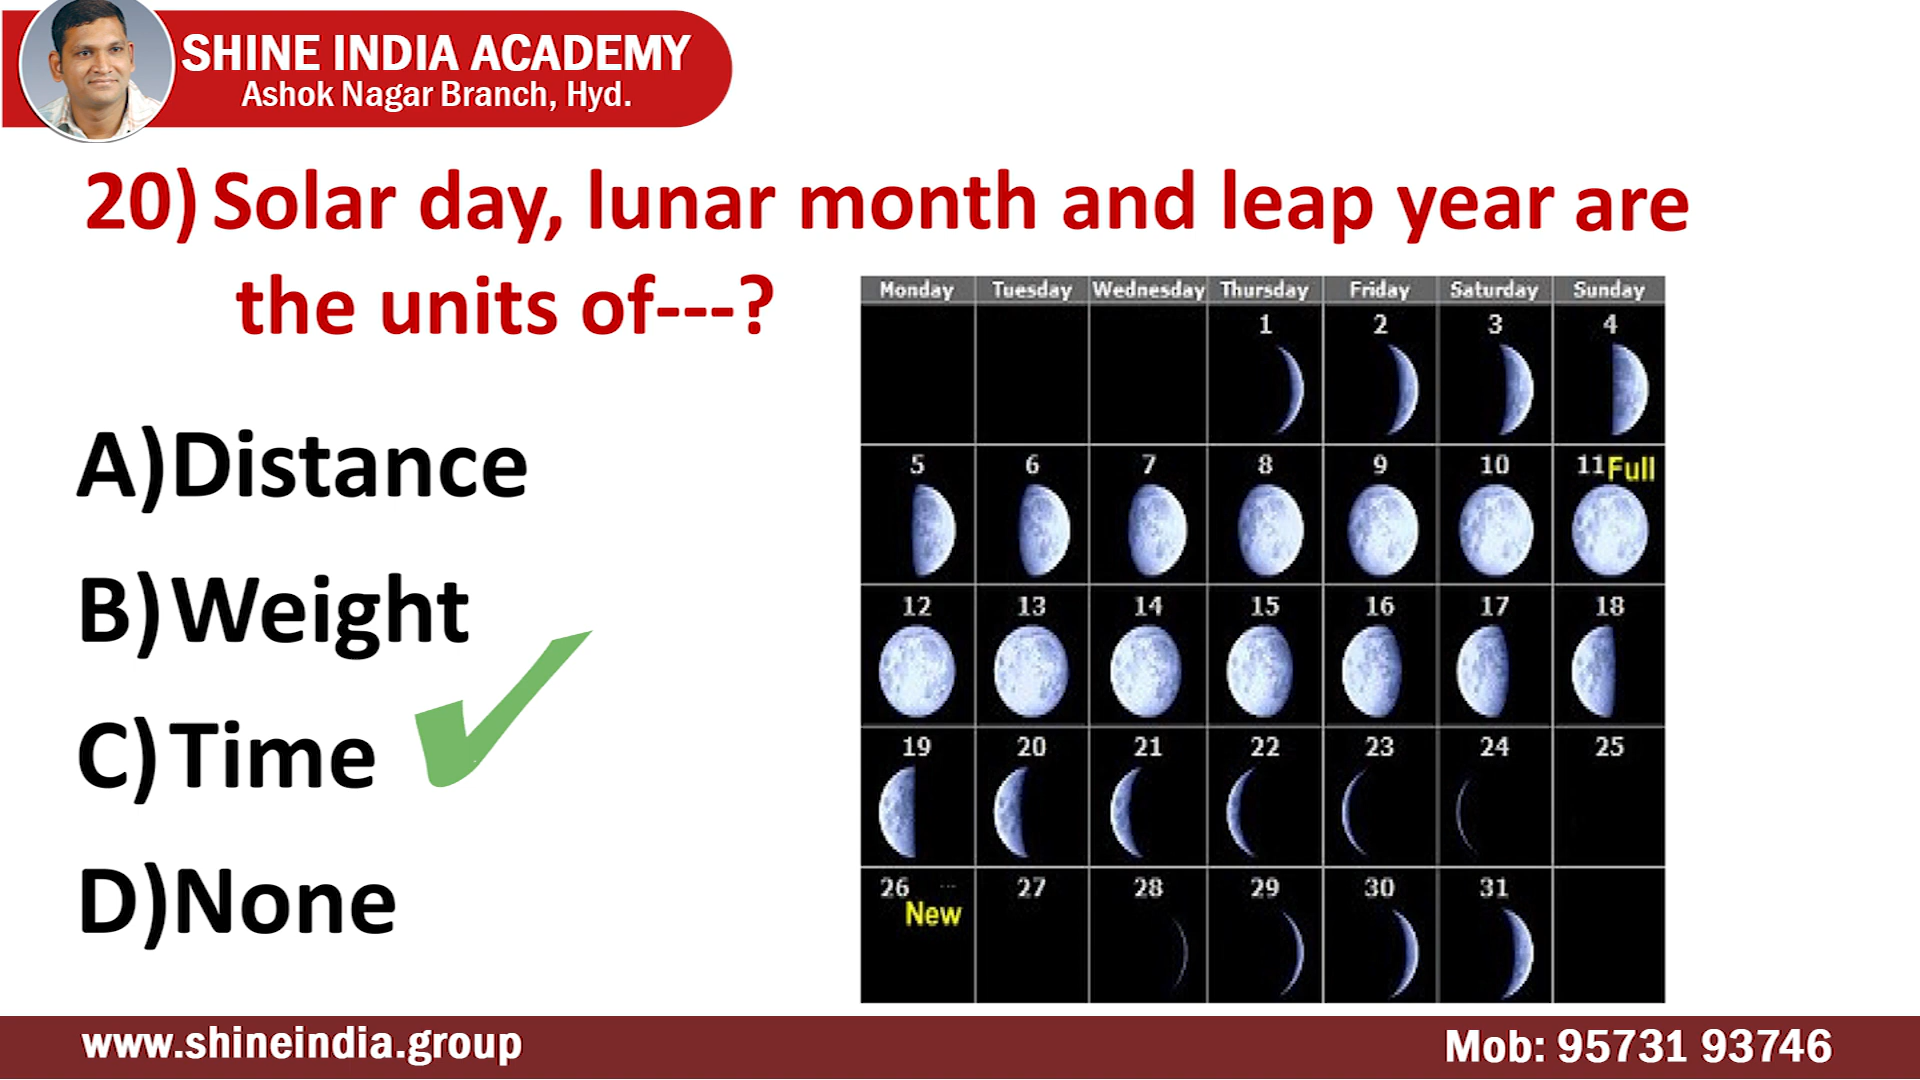 SHINE INDIA ACADEMY
Ashok Nagar Branch, Hyd.
20) Solar day, lunar month and leap year are
the units of---?
A)Distance
B)Weight
C)Time
D)None
Monday Tuesday Wednesday Thursday Friday Saturday Sunday
1 2 3 4
5 6 7 8 9 10 11 Full
12 13 14 15 16 17 18
19 20 21 22 23 24 25
26 27 28 29 30 31
New
www.shineindia.group
Mob: 95731 93746